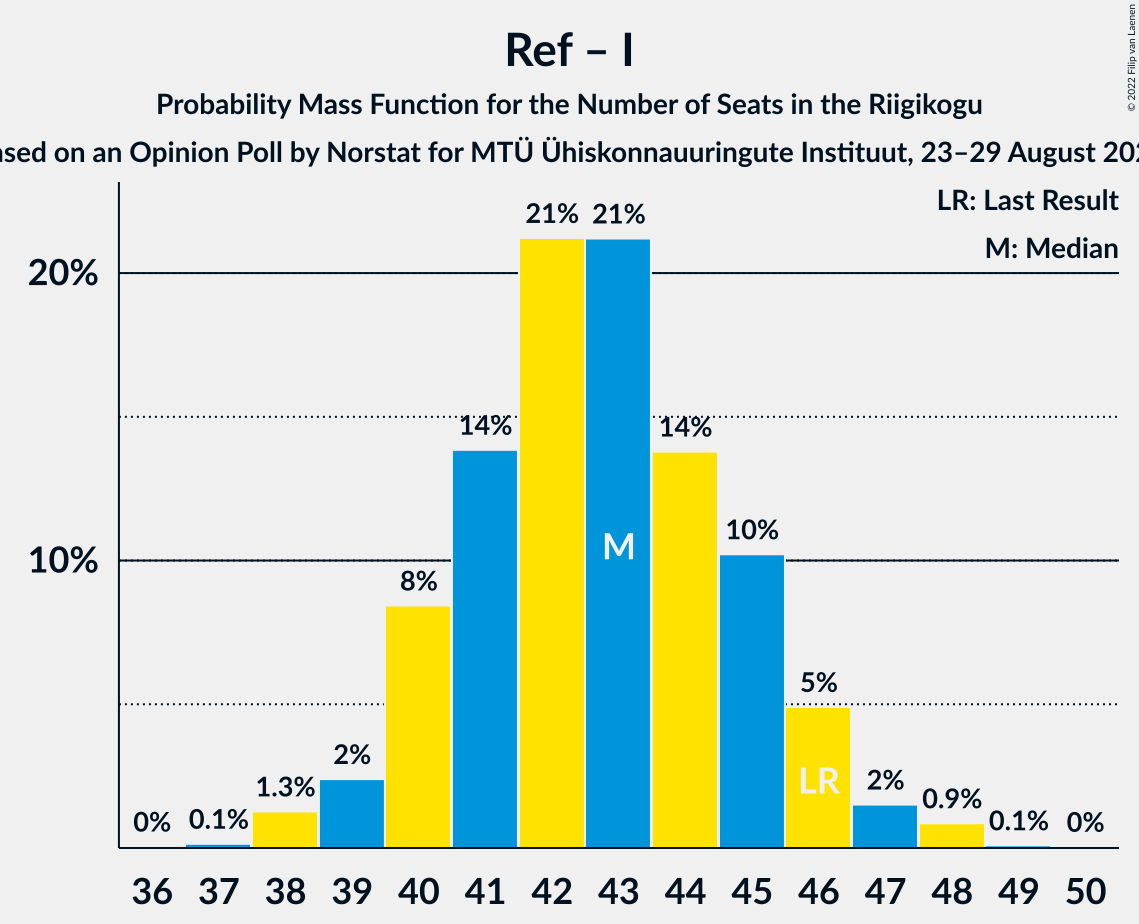 Ref – I
Probability Mass Function for the Number of Seats in the Riigikogu
on an Opinion Poll by Norstat for MTÜ Ühiskonnauuringute Instituut, 23–29 August
© 2022 Filip van Laenen
LR: Last Result
M: Median
20%
10%
0%
0.1%
1.3%
2%
8%
14%
21%
21%
14%
10%
5%
2%
0.9%
0.1%
0%
M
LR
36 37 38 39 40 41 42 43 44 45 46 47 48 49 50